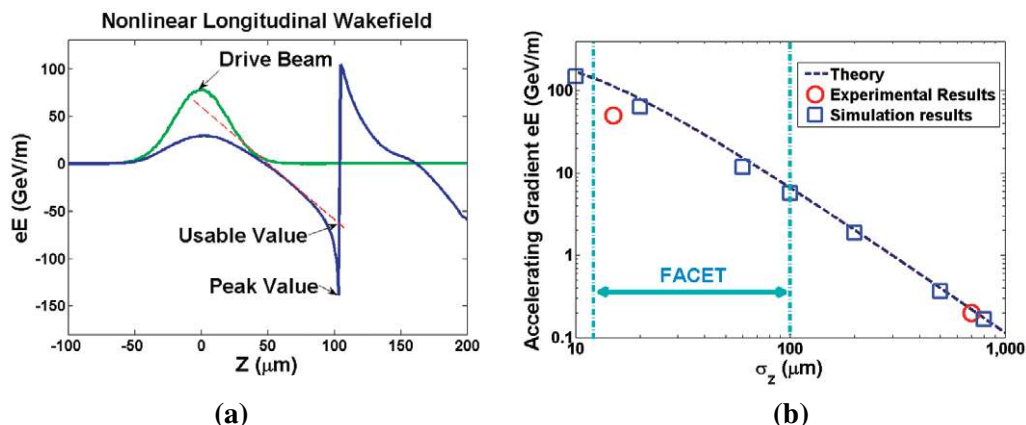 Nonlinear Longitudinal Wakefield
100
50
0
-50
-100
-150
eE (GeV/m)
Drive Beam
Usable Value
Peak Value
-100
-50
0
50
100
150
200
Z (μm)
(a)
Accelerating Gradient eE (GeV/m)
100
10
1
0.1
Theory
Experimental Results
Simulation results
FACET
10
100
1,000
σz (μm)
(b)